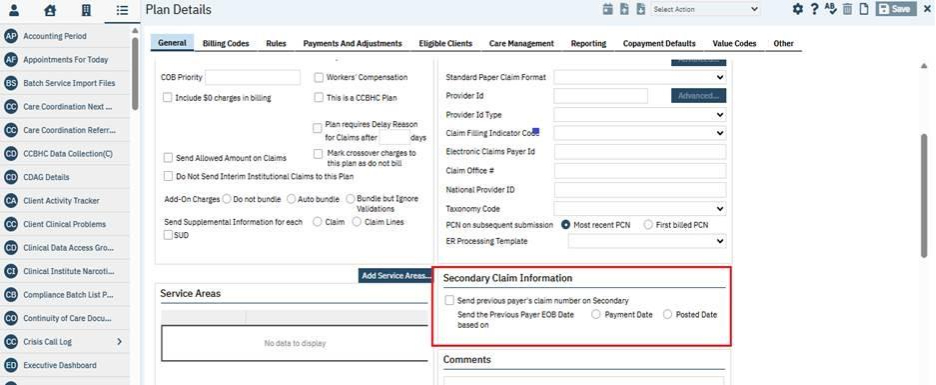 Plan Details
Select Action
Save
AP Accounting Period
AF Appointments For Today
BS Batch Service Import Files
CC Care Coordination Next ...
CC Care Coordination Referr...
CD CCBHC Data Collection(C)
CD CDAG Details
CA Client Activity Tracker
CC Client Clinical Problems
CD Clinical Data Access Gro...
CI Clinical Institute Narcoti...
CB Compliance Batch List P...
CO Continuity of Care Docu...
CC Crisis Call Log
ED Executive Dashboard
General Billing Codes Rules Payments And Adjustments Eligible Clients Care Management Reporting Copayment Defaults Value Codes Other
COB Priority
Workers' Compensation
Include $0 charges in billing
This is a CCBHC Plan
Plan requires Delay Reason
for Claims after days
Send Allowed Amount on Claims
Mark crossover charges to
this plan as do not bill
Do Not Send Interim Institutional Claims to this Plan
Add-On Charges Do not bundle Auto bundle Bundle but Ignore
Validations
Send Supplemental Information for each Claim Claim Lines
SUD
Add Service Areas...
Service Areas
No data to display
Standard Paper Claim Format
Provider Id Advanced...
Provider Id Type
Claim Filling Indicator Code
Electronic Claims Payer Id
Claim Office #
National Provider ID
Taxonomy Code
PCN on subsequent submission Most recent PCN First billed PCN
ER Processing Template
Secondary Claim Information
Send previous payer's claim number on Secondary
Send the Previous Payer EOB Date Payment Date Posted Date
based on
Comments